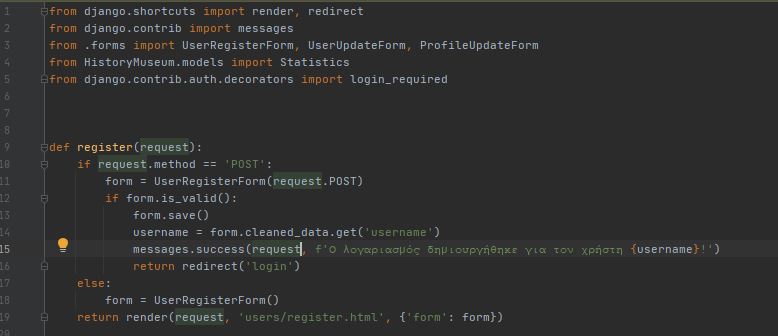 1 from django.shortcuts import render, redirect
2 from django.contrib import messages
3 from .forms import UserRegisterForm, UserUpdateForm, ProfileUpdateForm
4 from HistoryMuseum.models import Statistics
5 from django.contrib.auth.decorators import login_required
6
7
8
9 def register(request):
10     if request.method == 'POST':
11         form = UserRegisterForm(request.POST)
12         if form.is_valid():
13             form.save()
14             username = form.cleaned_data.get('username')
15             messages.success(request, f'Ο λογαριασμός δημιουργήθηκε για τον χρήστη {username}!')
16             return redirect('login')
17     else:
18         form = UserRegisterForm()
19     return render(request, 'users/register.html', {'form': form})